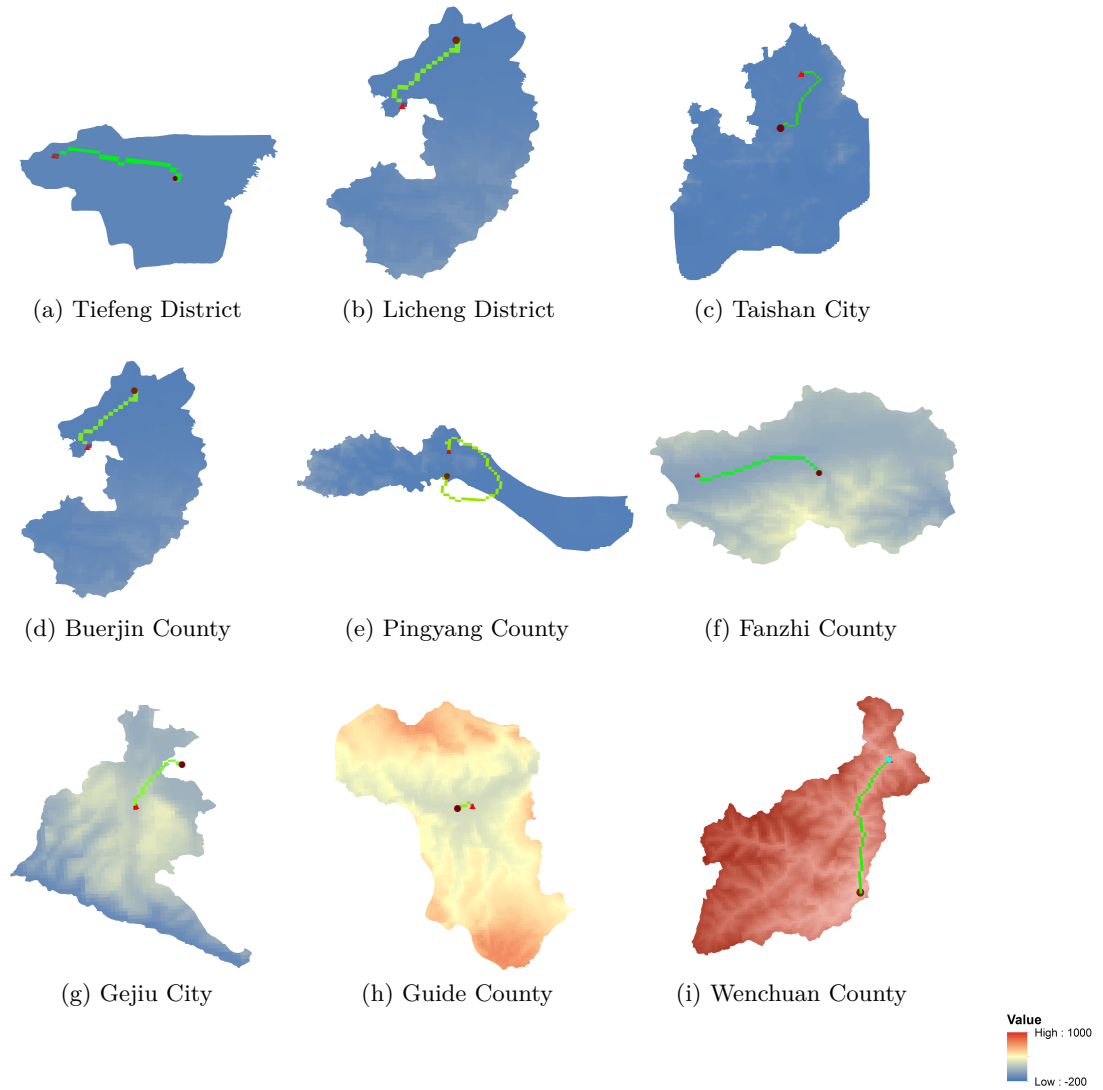 (a) Tiefeng District
(b) Licheng District
(c) Taishan City
(d) Buerjin County
(e) Pingyang County
(f) Fanzhi County
(g) Gejiu City
(h) Guide County
(i) Wenchuan County
Value
High : 1000
Low : -200